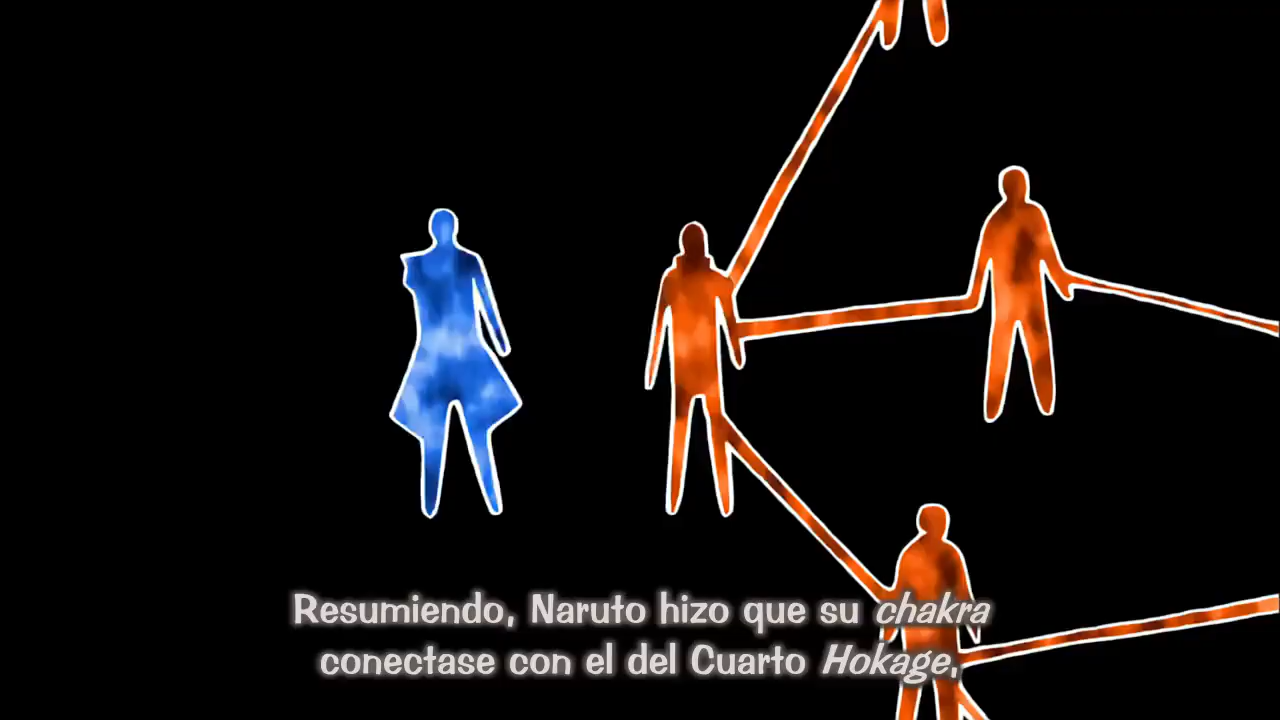 Resumiendo, Naruto hizo que su chakra
conectase con el del Cuarto Hokage,